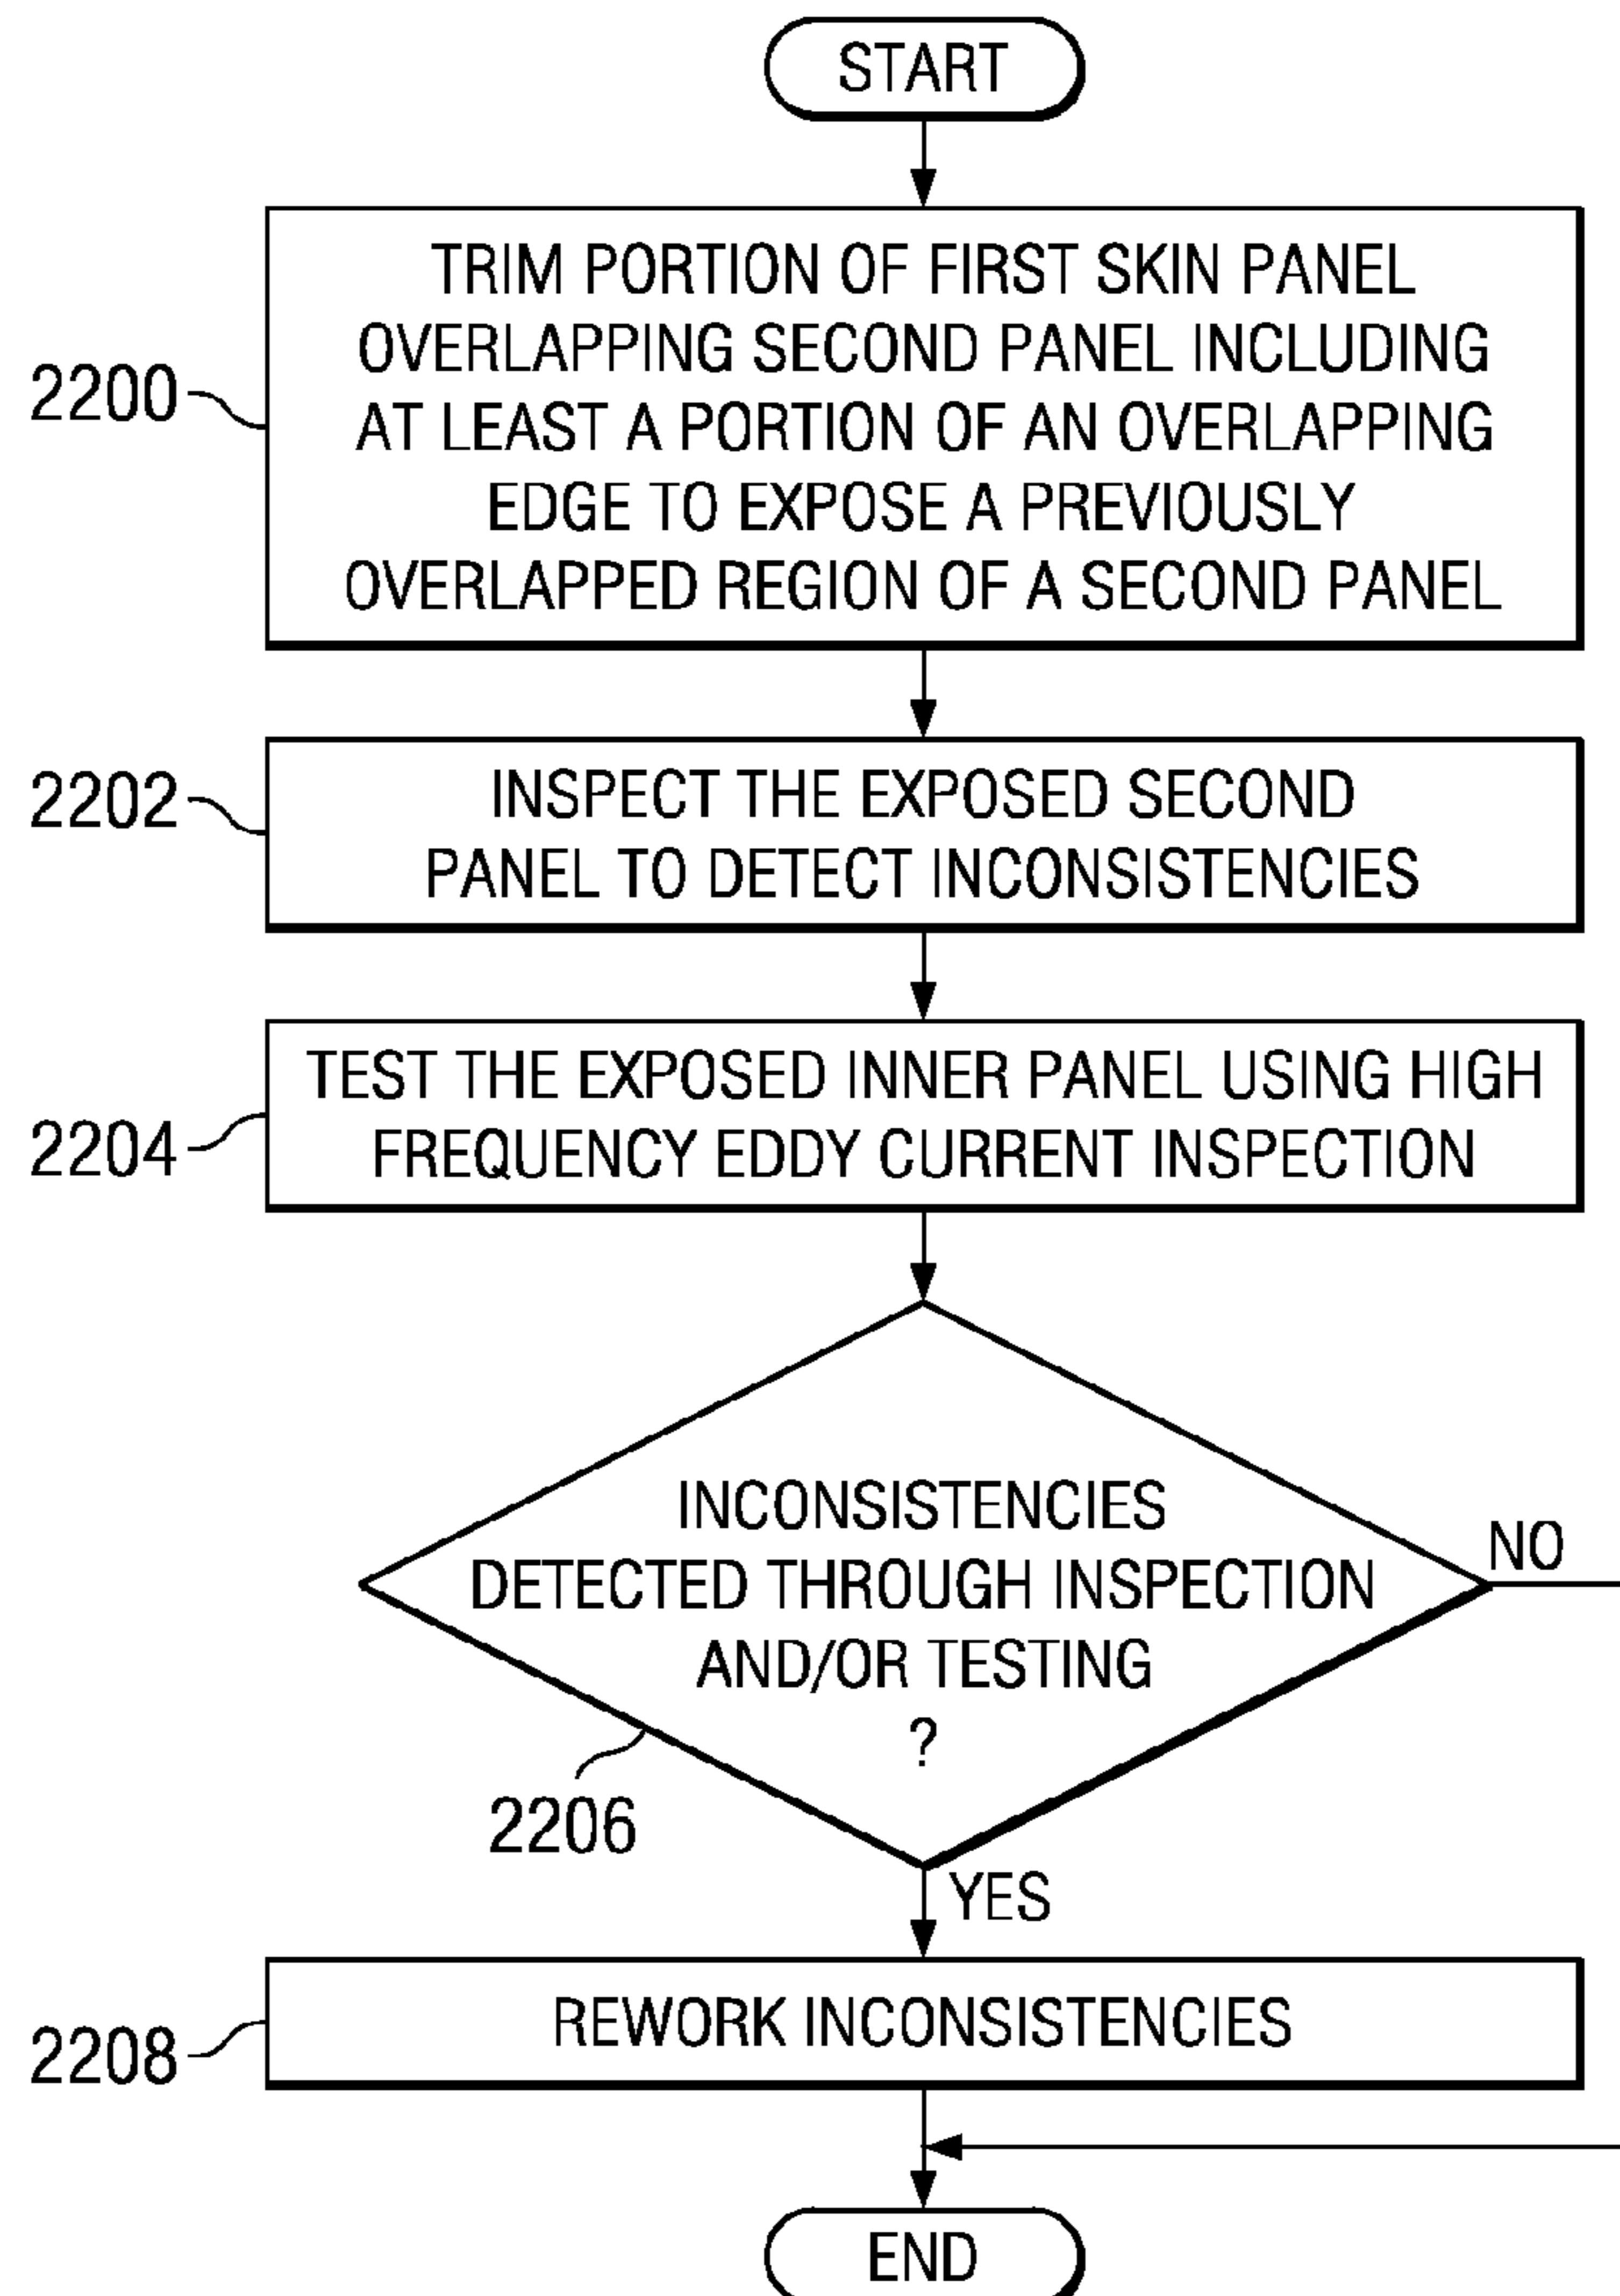 START
2200
TRIM PORTION OF FIRST SKIN PANEL
OVERLAPPING SECOND PANEL INCLUDING
AT LEAST A PORTION OF AN OVERLAPPING
EDGE TO EXPOSE A PREVIOUSLY
OVERLAPPED REGION OF A SECOND PANEL
2202
INSPECT THE EXPOSED SECOND
PANEL TO DETECT INCONSISTENCIES
2204
TEST THE EXPOSED INNER PANEL USING HIGH
FREQUENCY EDDY CURRENT INSPECTION
INCONSISTENCIES
DETECTED THROUGH INSPECTION
AND/OR TESTING
?
NO
2206
YES
2208
REWORK INCONSISTENCIES
END